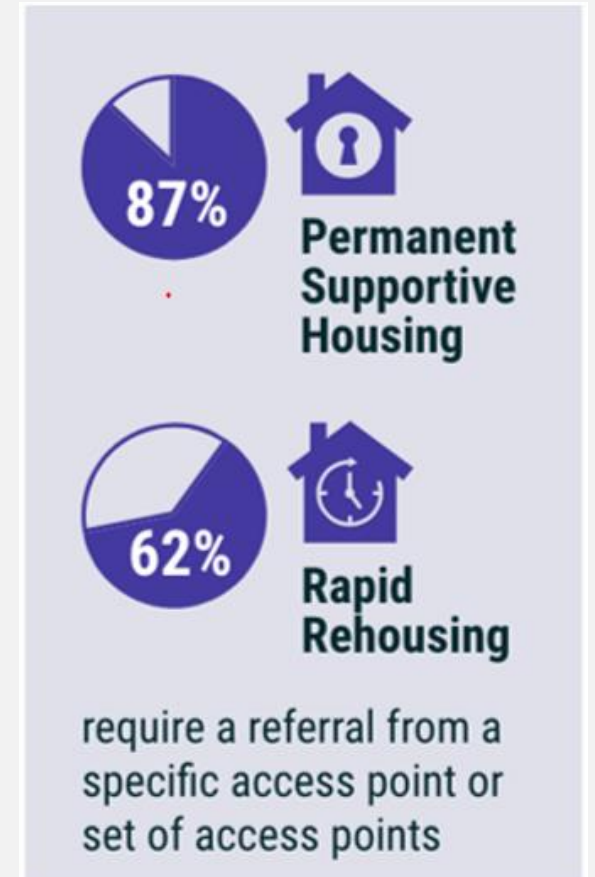 87%
Permanent
Supportive
Housing
62%
Rapid
Rehousing
require a referral from a
specific access point or
set of access points